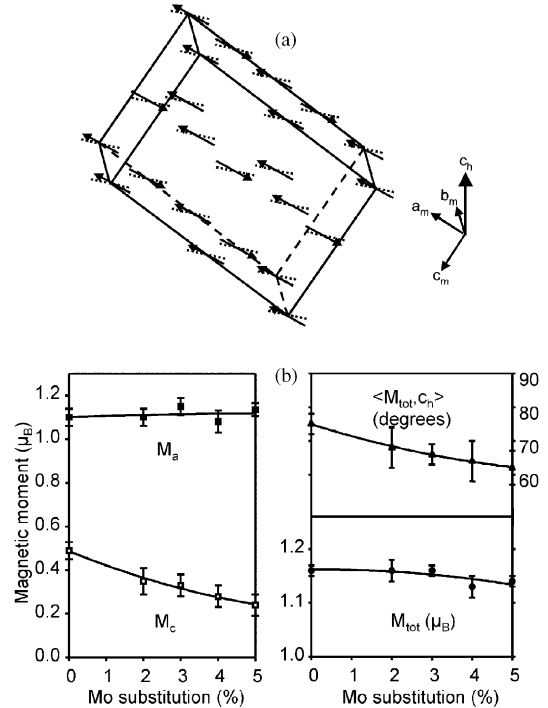 (a)
c_h
b_m
a_m
c_m
(b)
Magnetic moment (μ_B)
1.2
1.1
0.9
0.8
0.6
0.4
0.2
0.0
M_a
M_c
0 1 2 3 4 5
Mo substitution (%)
<M_tot,c_h>
(degrees)
90
80
70
60
1.2
1.1
1.0
M_tot (μ_B)
0 1 2 3 4 5
Mo substitution (%)